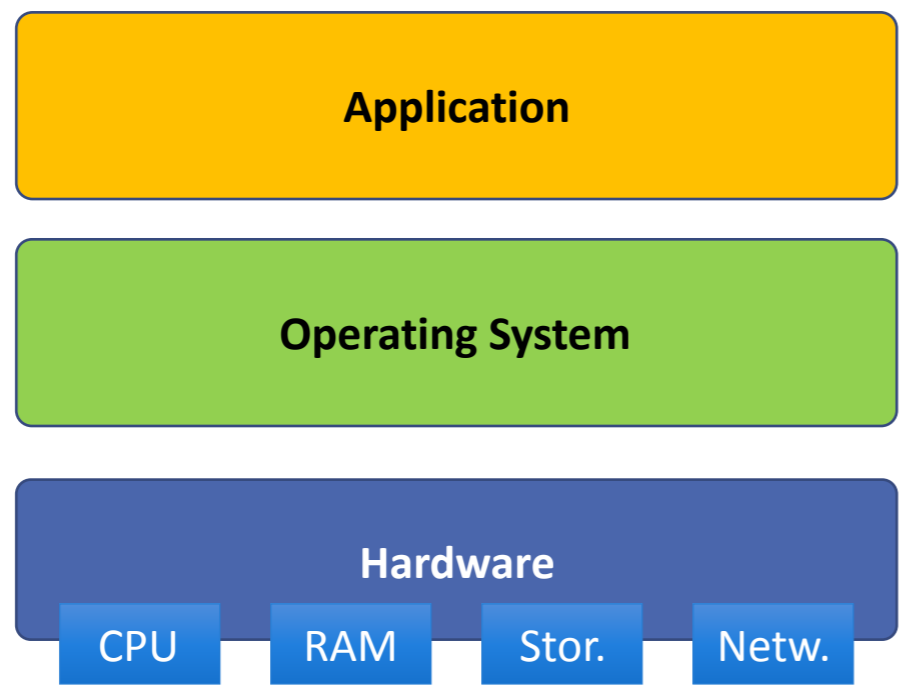 Application
Operating System
Hardware
CPU RAM Stor. Netw.